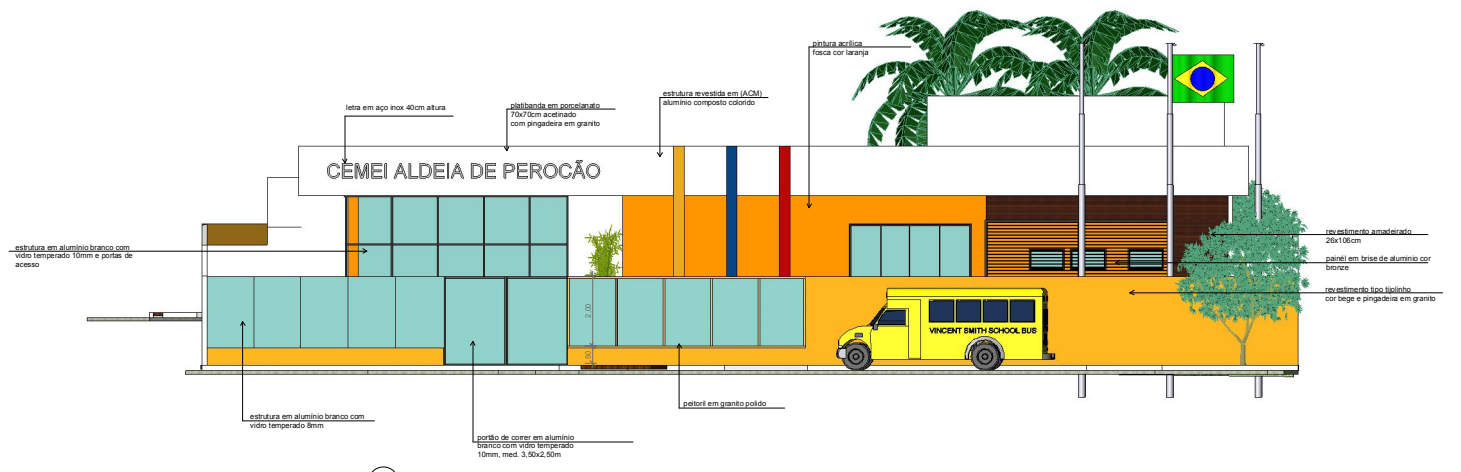 pintura acrílica
fosca cor laranja
estrutura revestida em (ACM)
alumínio composto colorido
letra em aço inox 40cm altura
platibanda em porcelanato
70x70cm acetinado
com pingadeira em granito
CEMEI ALDEIA DE PEROCÃO
estrutura em alumínio branco com
vidro temperado 10mm e portas de
acesso
revestimento amadeirado
26x106cm
painél em brise de alumínio cor
bronze
revestimento tipo tijolinho
cor bege e pingadeira em granito
2,00
,50
VINCENT SMITH SCHOOL BUS
peitoril em granito polido
estrutura em alumínio branco com
vidro temperado 8mm
portão de correr em alumínio
branco com vidro temperado
10mm, med. 3,50x2,50m